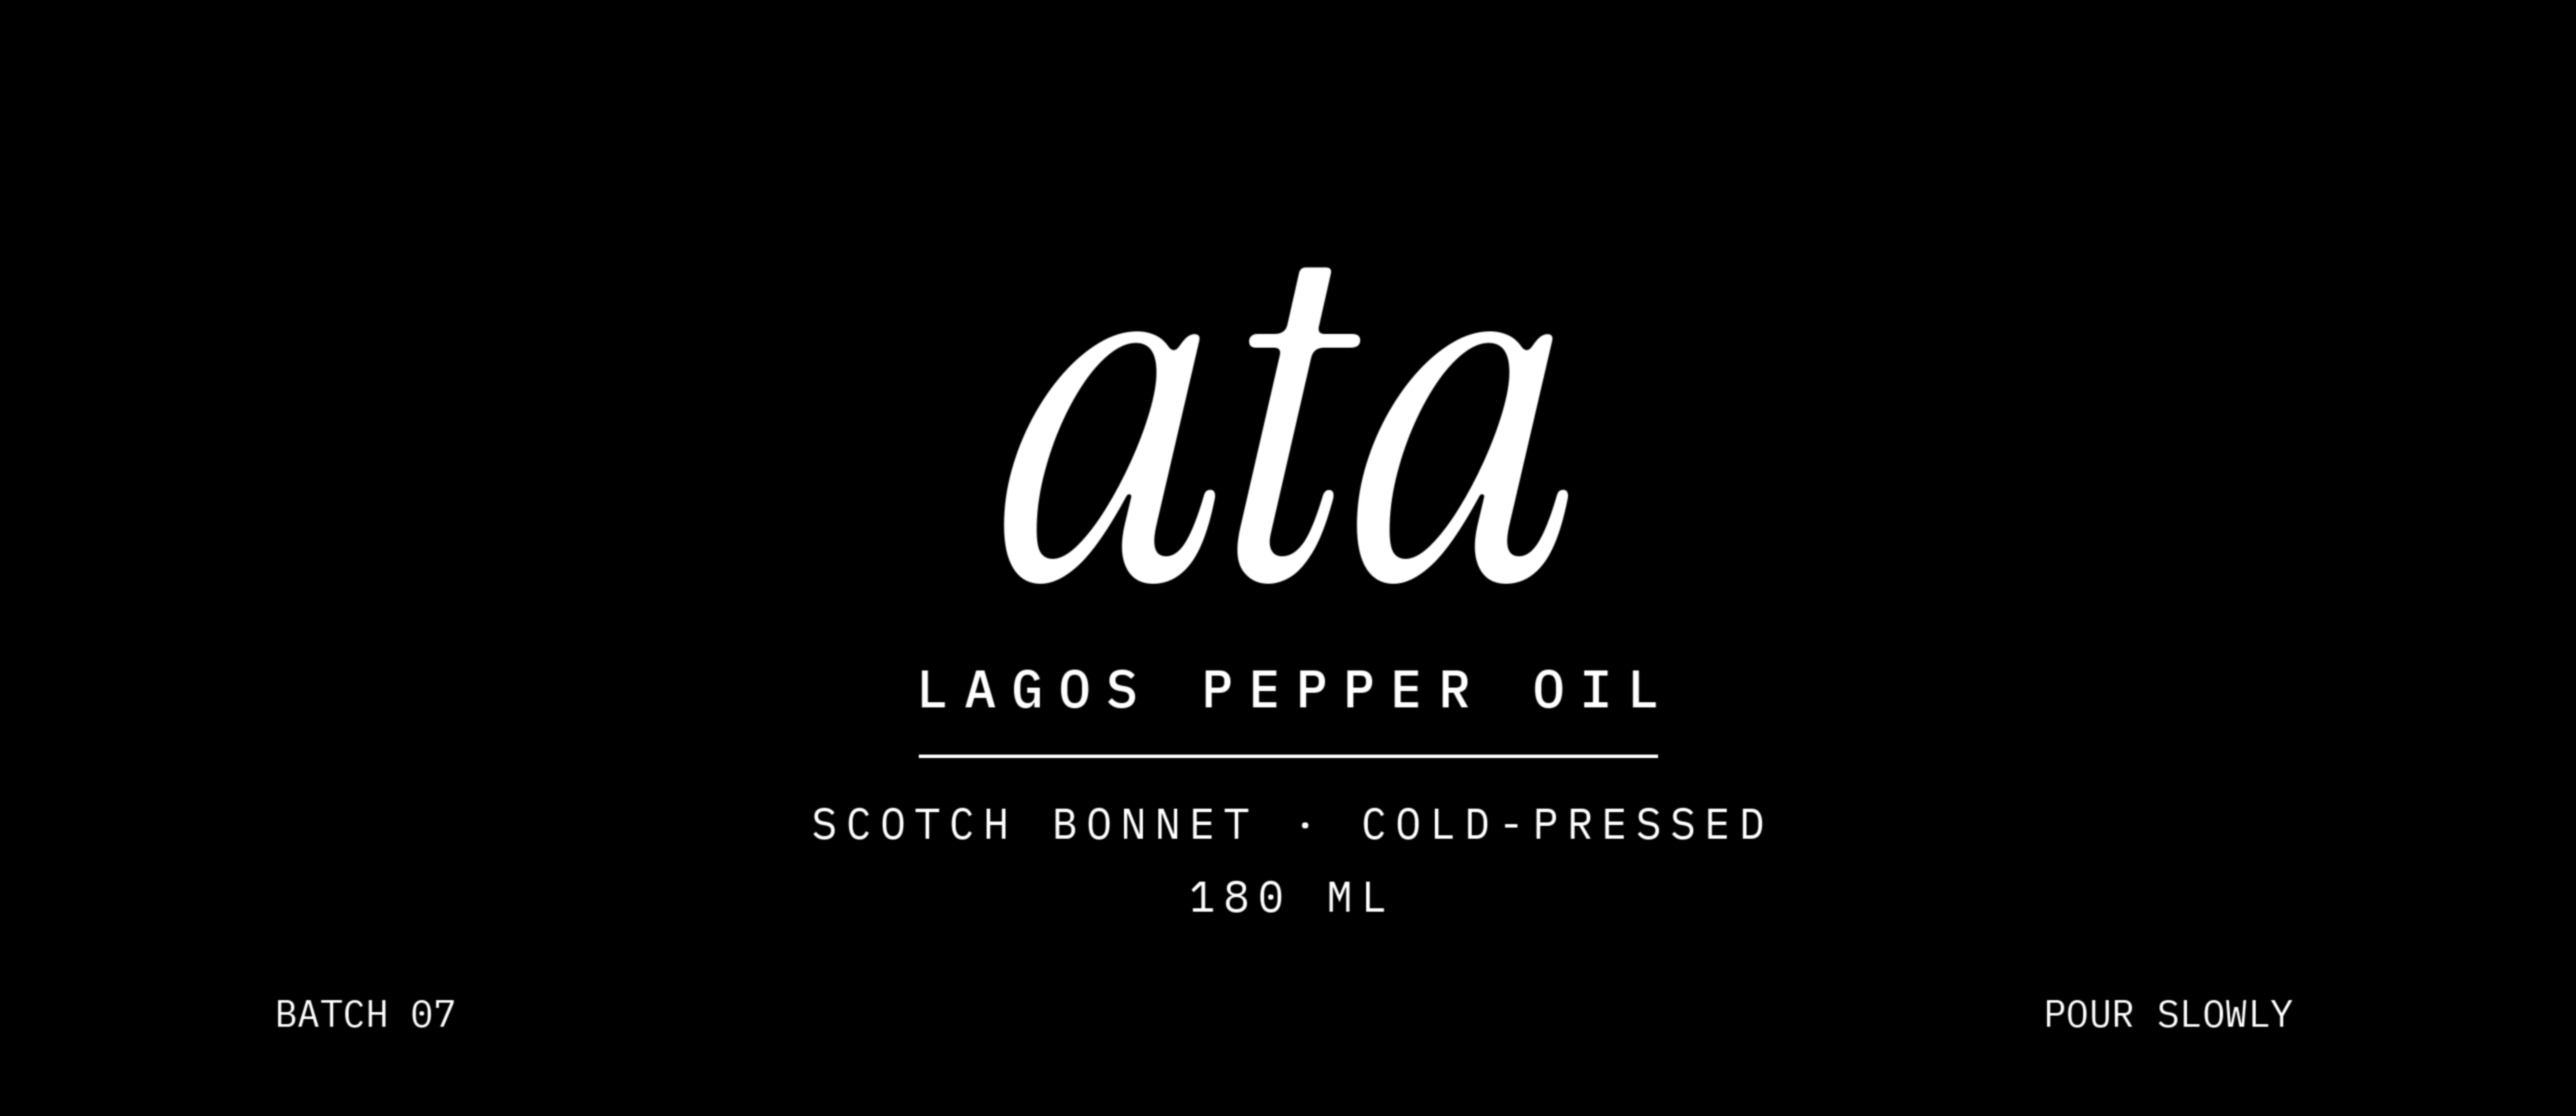 ata
LAGOS PEPPER OIL
SCOTCH BONNET · COLD-PRESSED
180 ML
BATCH 07
POUR SLOWLY